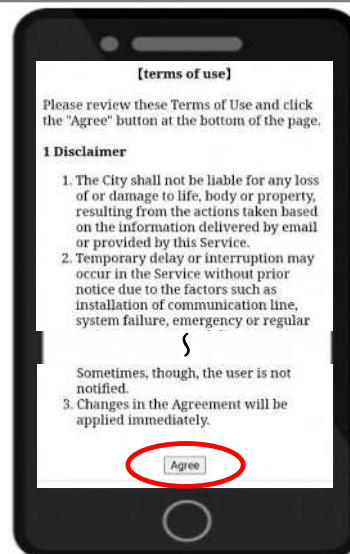 【terms of use】
Please review these Terms of Use and click
the "Agree" button at the bottom of the page.
1 Disclaimer
1. The City shall not be liable for any loss
of or damage to life, body or property,
resulting from the actions taken based
on the information delivered by email
or provided by this Service.
2. Temporary delay or interruption may
occur in the Service without prior
notice due to the factors such as
installation of communication line,
system failure, emergency or regular
Sometimes, though, the user is not
notified.
3. Changes in the Agreement will be
applied immediately.
Agree